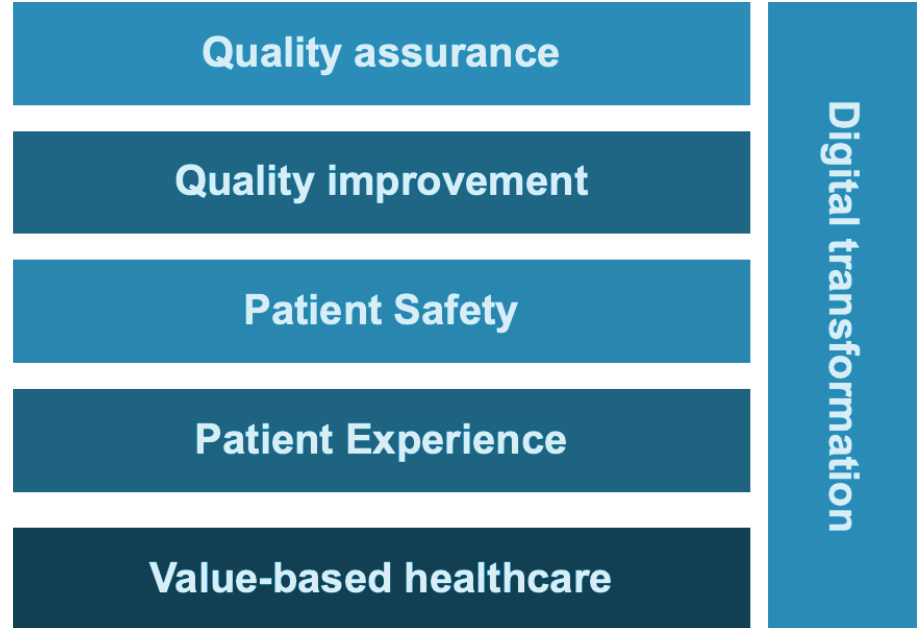 Quality assurance
Quality improvement
Patient Safety
Patient Experience
Value-based healthcare
Digital transformation